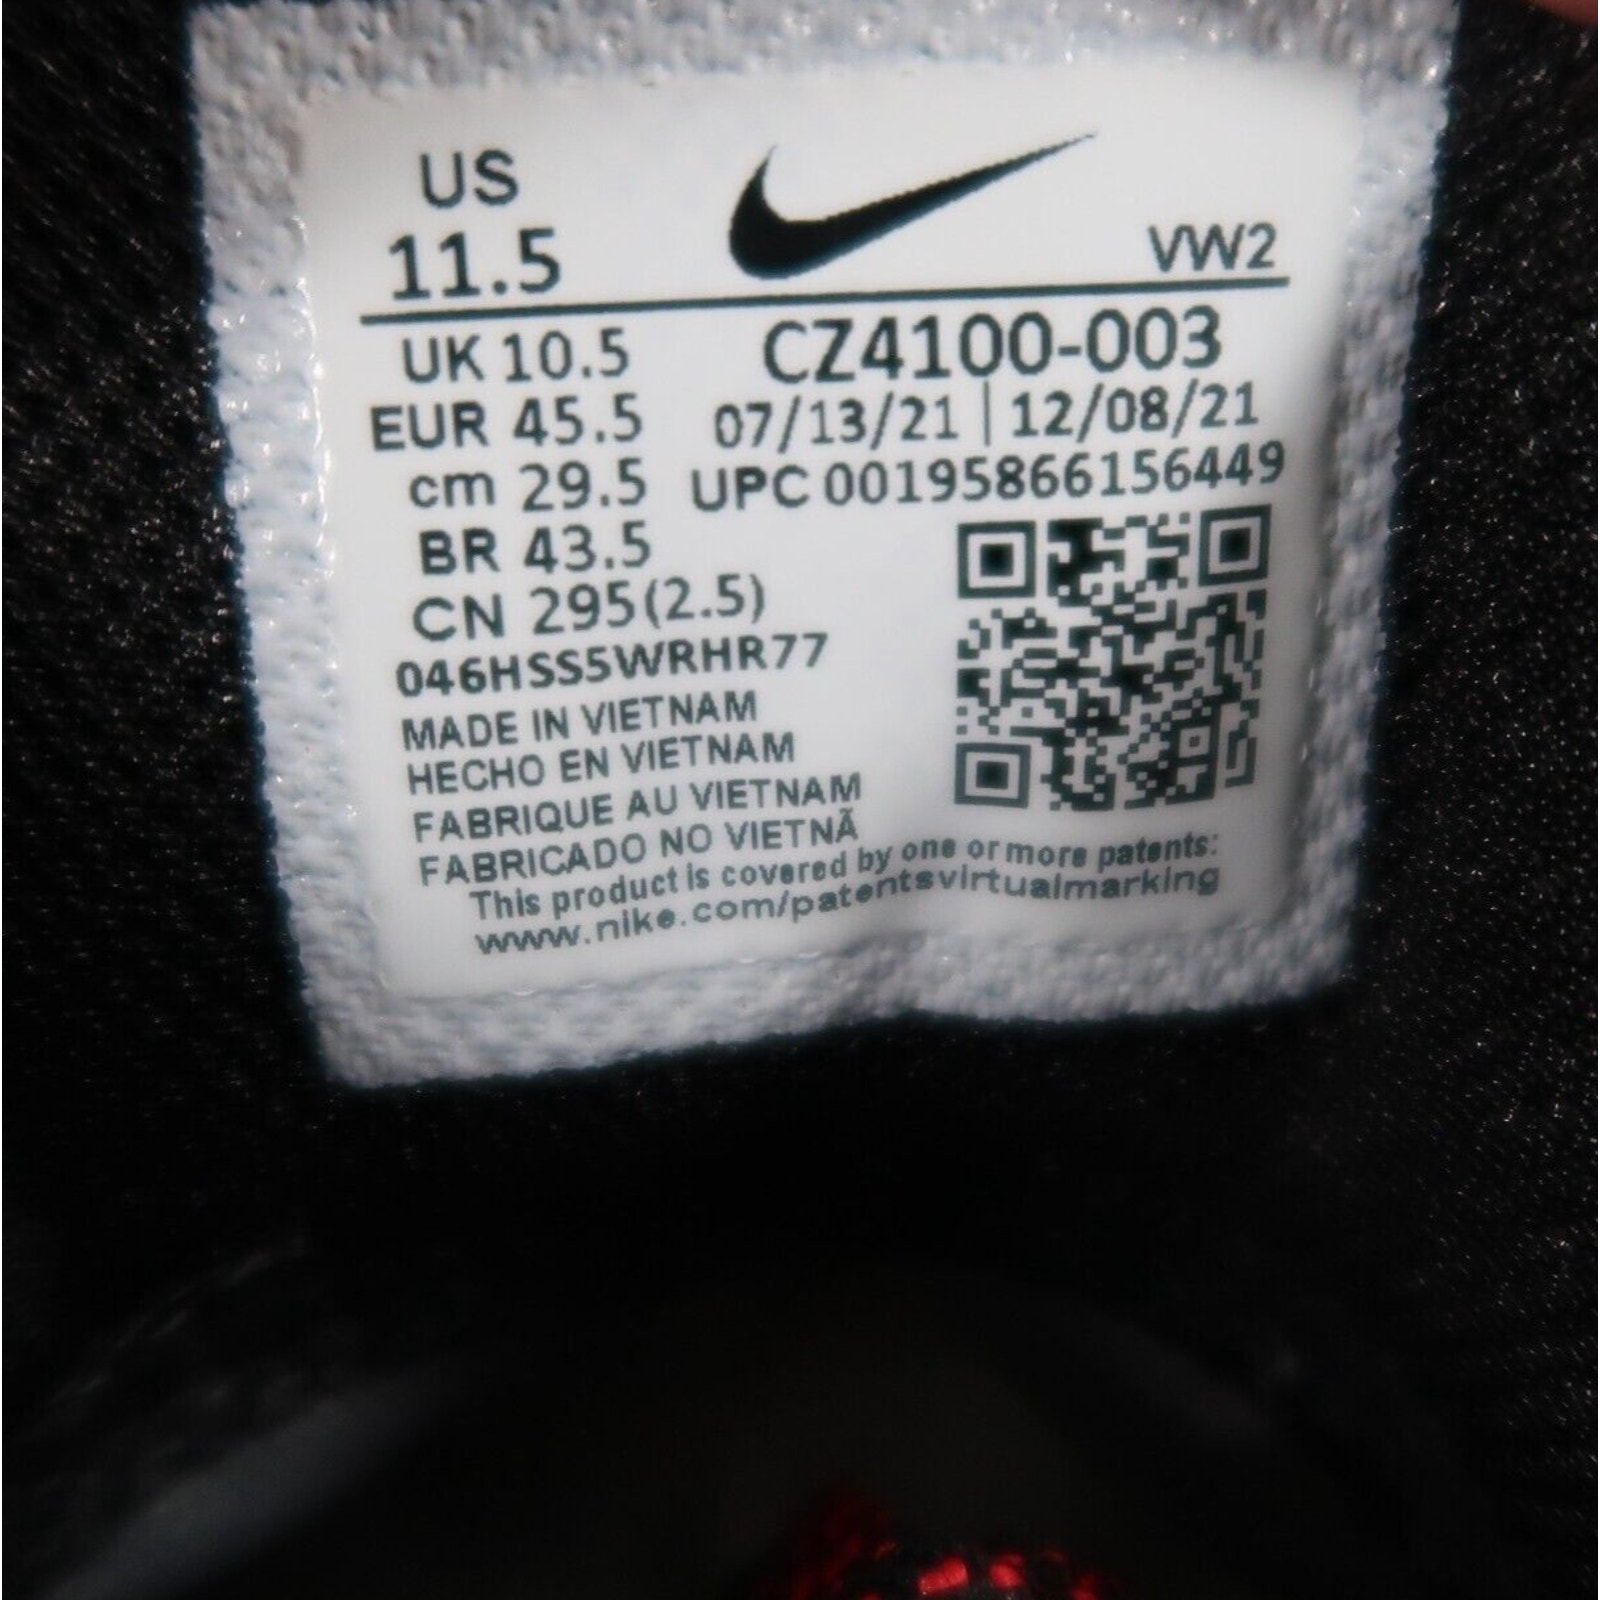 US
11.5
VW2
UK 10.5
CZ4100-003
EUR 45.5
07/13/21 | 12/08/21
cm 29.5
UPC 00195866156449
BR 43.5
CN 295(2.5)
046HSS5WRHR77
MADE IN VIETNAM
HECHO EN VIETNAM
FABRIQUE AU VIETNAM
FABRICADO NO VIETNÃ
This product is covered by one or more patents:
www.nike.com/patentsvirtualmarking